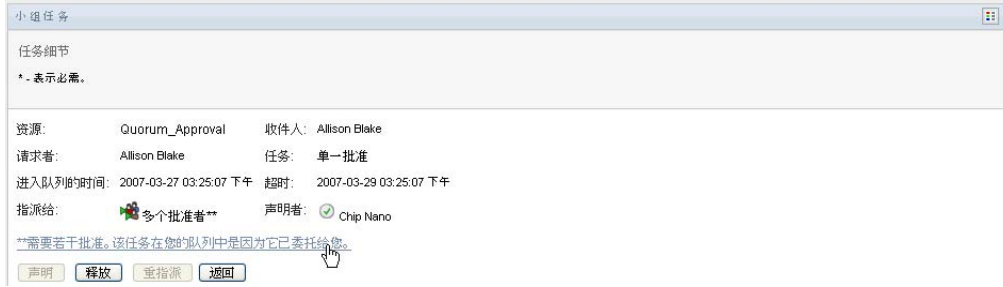 小组任务
任务细节
* - 表示必需。
资源: Quorum_Approval 收件人: Allison Blake
请求者: Allison Blake 任务: 单一批准
进入队列的时间: 2007-03-27 03:25:07 下午 超时: 2007-03-29 03:25:07 下午
指派给: 多个批准者** 声明者: Chip Nano
**需要若干批准。该任务在您的队列中是因为它已委托给您。
声明 释放 重指派 返回